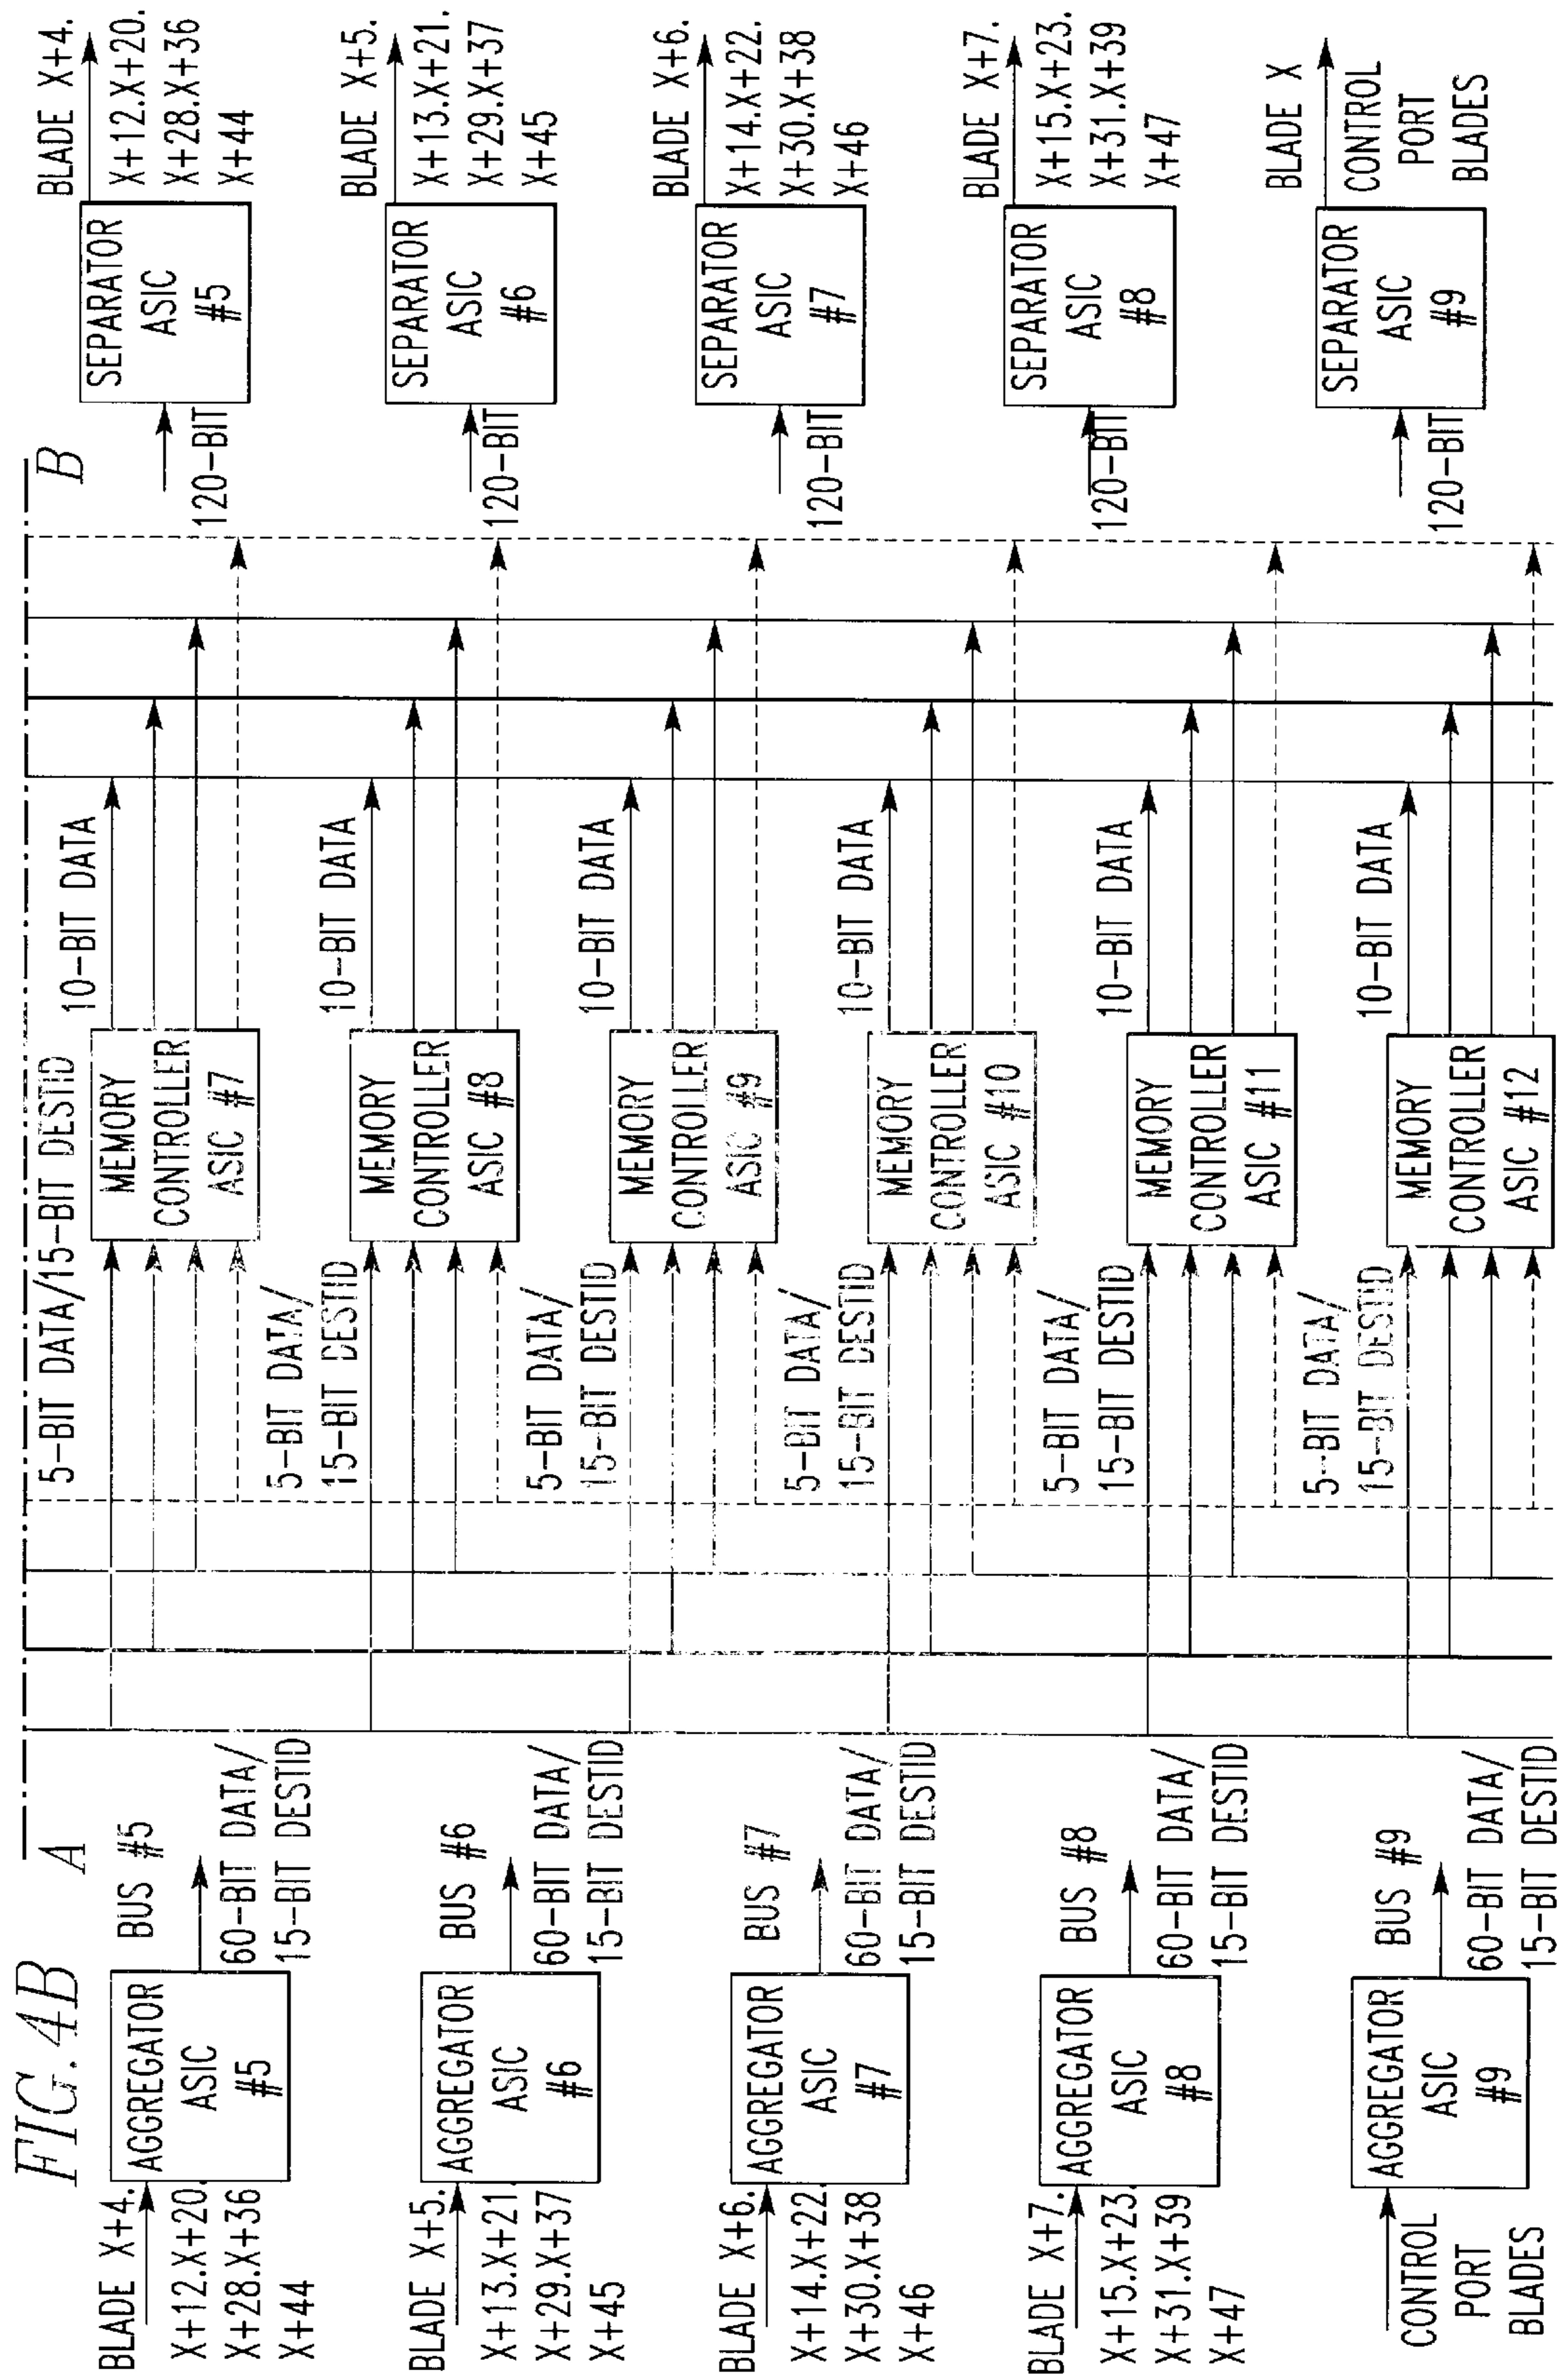 FIG. 4B
A
B
BLADE X+4.
X+12.X+20.
X+28.X+36
X+44
AGGREGATOR
ASIC
#5
BUS #5
60-BIT DATA/
15-BIT DESTID
BLADE X+5.
X+13.X+21.
X+29.X+37
X+45
AGGREGATOR
ASIC
#6
BUS #6
60-BIT DATA/
15-BIT DESTID
BLADE X+6.
X+14.X+22.
X+30.X+38
X+46
AGGREGATOR
ASIC
#7
BUS #7
60-BIT DATA/
15-BIT DESTID
BLADE X+7.
X+15.X+23.
X+31.X+39
X+47
AGGREGATOR
ASIC
#8
BUS #8
60-BIT DATA/
15-BIT DESTID
CONTROL
PORT
BLADES
AGGREGATOR
ASIC
#9
BUS #9
60-BIT DATA/
15-BIT DESTID
5-BIT DATA/15-BIT DESTID
MEMORY
CONTROLLER
ASIC #7
10-BIT DATA
5-BIT DATA/
15-BIT DESTID
MEMORY
CONTROLLER
ASIC #8
10-BIT DATA
5-BIT DATA/
15-BIT DESTID
MEMORY
CONTROLLER
ASIC #9
10-BIT DATA
5-BIT DATA/
15-BIT DESTID
MEMORY
CONTROLLER
ASIC #10
10-BIT DATA
5-BIT DATA/
15-BIT DESTID
MEMORY
CONTROLLER
ASIC #11
10-BIT DATA
5-BIT DATA/
15-BIT DESTID
MEMORY
CONTROLLER
ASIC #12
10-BIT DATA
120-BIT
SEPARATOR
ASIC
#5
BLADE X+4.
X+12.X+20.
X+28.X+36
X+44
120-BIT
SEPARATOR
ASIC
#6
BLADE X+5.
X+13.X+21.
X+29.X+37
X+45
120-BIT
SEPARATOR
ASIC
#7
BLADE X+6.
X+14.X+22.
X+30.X+38
X+46
120-BIT
SEPARATOR
ASIC
#8
BLADE X+7.
X+15.X+23.
X+31.X+39
X+47
120-BIT
SEPARATOR
ASIC
#9
BLADE X
CONTROL
PORT
BLADES